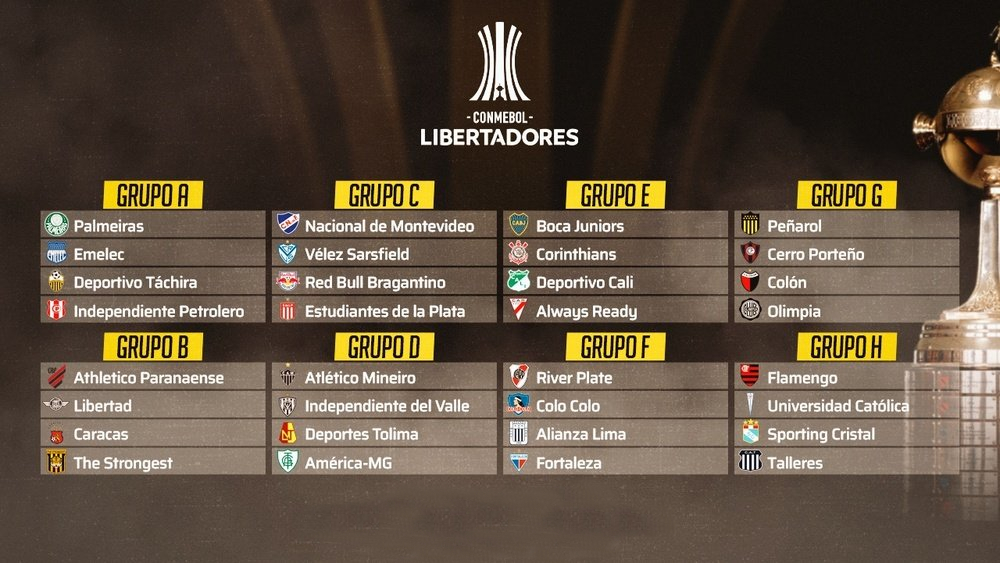 - CONMEBOL -
LIBERTADORES
GRUPO A
Palmeiras
Emelec
Deportivo Táchira
Independiente Petrolero
GRUPO C
Nacional de Montevideo
Vélez Sarsfield
Red Bull Bragantino
Estudiantes de la Plata
GRUPO E
Boca Juniors
Corinthians
Deportivo Cali
Always Ready
GRUPO G
Peñarol
Cerro Porteño
Colón
Olimpia
GRUPO B
Athletico Paranaense
Libertad
Caracas
The Strongest
GRUPO D
Atlético Mineiro
Independiente del Valle
Deportes Tolima
América-MG
GRUPO F
River Plate
Colo Colo
Alianza Lima
Fortaleza
GRUPO H
Flamengo
Universidad Católica
Sporting Cristal
Talleres